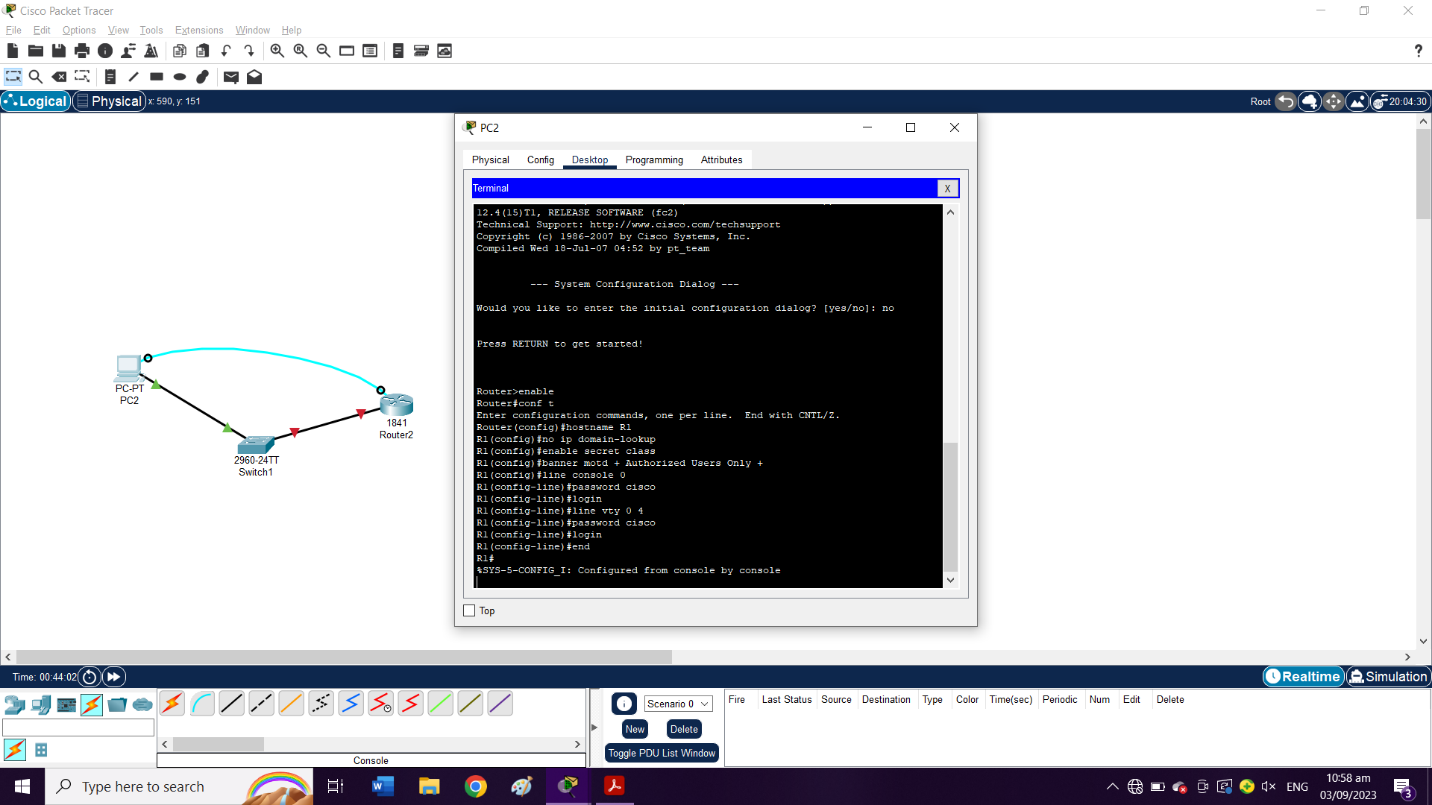 Cisco Packet Tracer
File Edit Options View Tools Extensions Window Help
?
Logical Physical x: 590, y: 151 Root 20:04:30
PC-PT
PC2
2960-24TT
Switch1
1841
Router2
PC2
Physical Config Desktop Programming Attributes
Terminal X
12.4(15)T1, RELEASE SOFTWARE (fc2)
Technical Support: http://www.cisco.com/techsupport
Copyright (c) 1986-2007 by Cisco Systems, Inc.
Compiled Wed 18-Jul-07 04:52 by pt_team
--- System Configuration Dialog ---
Would you like to enter the initial configuration dialog? [yes/no]: no
Press RETURN to get started!
Router>enable
Router#conf t
Enter configuration commands, one per line.  End with CNTL/Z.
Router(config)#hostname R1
R1(config)#no ip domain-lookup
R1(config)#enable secret class
R1(config)#banner motd + Authorized Users Only +
R1(config)#line console 0
R1(config-line)#password cisco
R1(config-line)#login
R1(config-line)#line vty 0 4
R1(config-line)#password cisco
R1(config-line)#login
R1(config-line)#end
R1#
%SYS-5-CONFIG_I: Configured from console by console
Top
Time: 00:44:02 Realtime Simulation
Scenario 0
New Delete
Toggle PDU List Window
Fire Last Status Source Destination Type Color Time(sec) Periodic Num Edit Delete
Console
Type here to search
ENG
10:58 am
03/09/2023
3